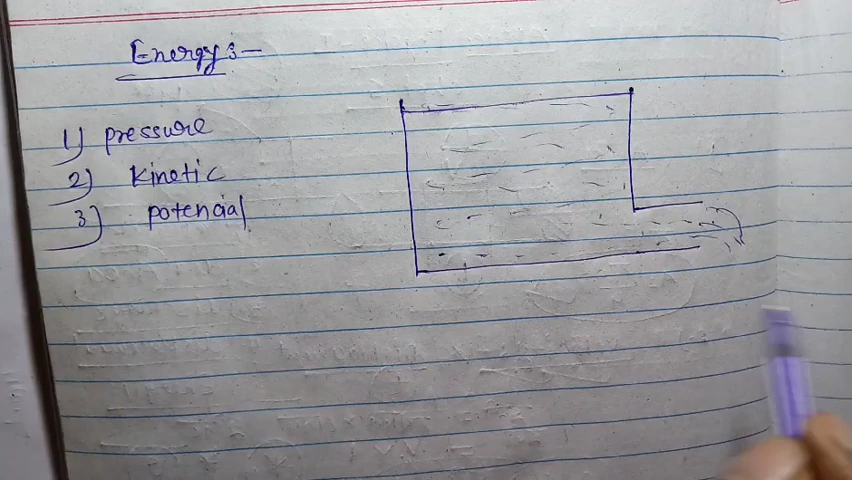 Energy :-
1) pressure
2) kinetic
3) potencial